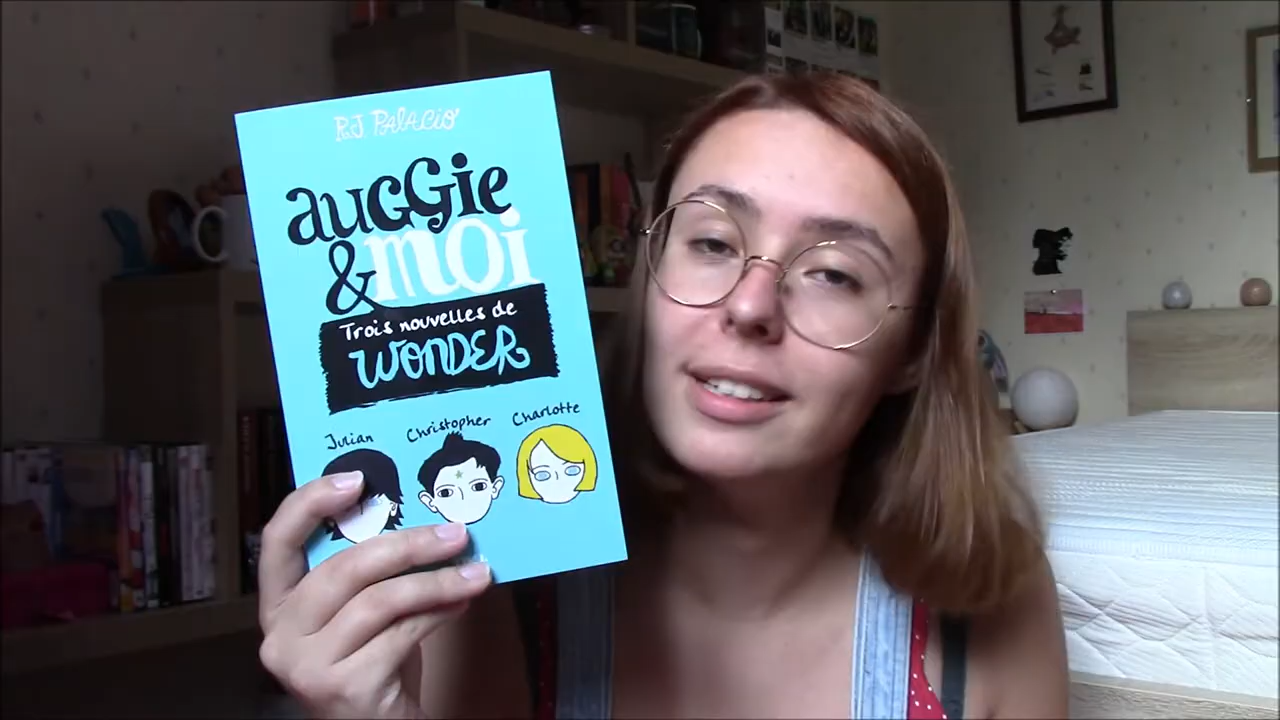 R.J. PALACIO
auggie
& moi
Trois nouvelles de
WONDER
Julian Christopher Charlotte